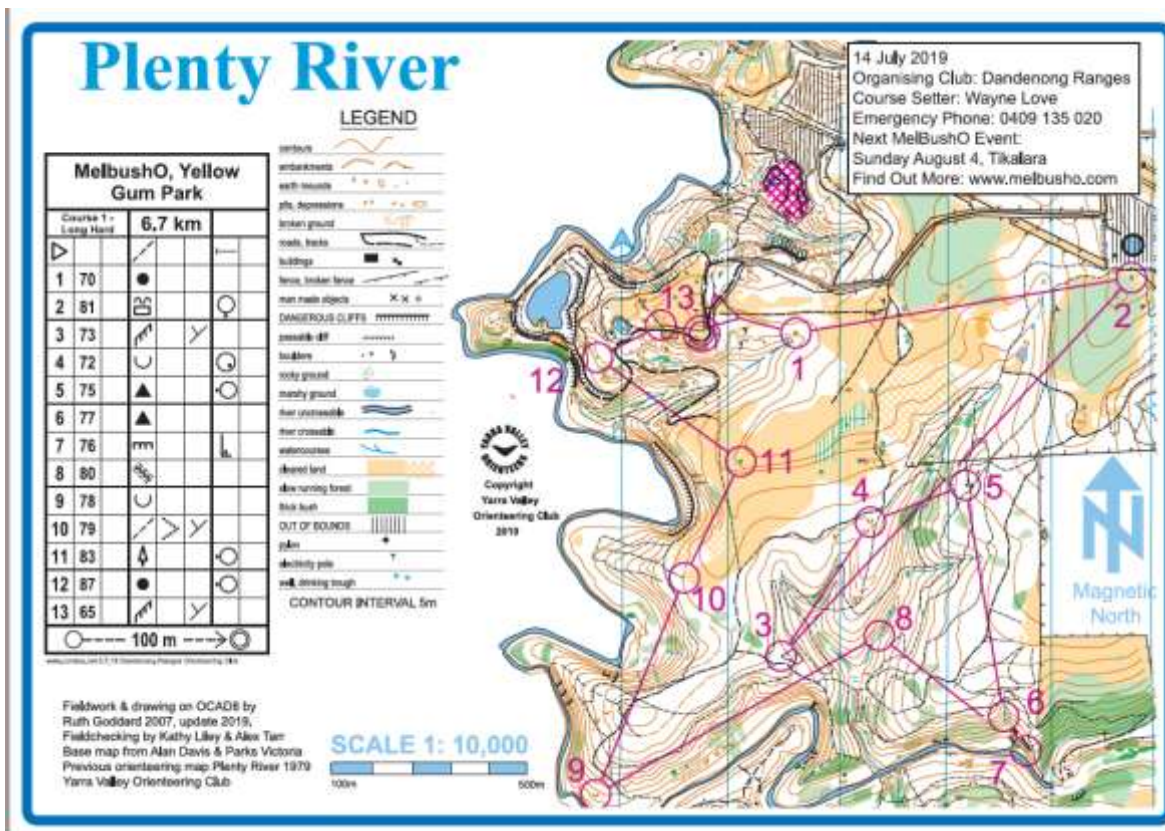 Plenty River
LEGEND
contours
embankments
earth mounds
pits, depressions
broken ground
roads, tracks
buildings
fence, broken fence
man made objects
DANGEROUS CLIFFS
passable cliff
boulders
rocky ground
marshy ground
river uncrossable
river crossable
watercourses
cleared land
slow running forest
thick bush
OUT OF BOUNDS
pylon
electricity pole
well, drinking trough
CONTOUR INTERVAL 5m
MelbushO, Yellow
Gum Park
Course 1 -
Long Hard
6.7 km
1 70
2 81
3 73
4 72
5 75
6 77
7 76
8 80
9 78
10 79
11 83
12 87
13 65
100 m
Fieldwork & drawing on OCAD8 by
Ruth Goddard 2007, update 2019,
Fieldchecking by Kathy Liley & Alex Tarr
Base map from Alan Davis & Parks Victoria
Previous orienteering map Plenty River 1979
Yarra Valley Orienteering Club
SCALE 1: 10,000
100m
500m
YARRA VALLEY
ORIENTEERS
Copyright
Yarra Valley
Orienteering Club
2019
14 July 2019
Organising Club: Dandenong Ranges
Course Setter: Wayne Love
Emergency Phone: 0409 135 020
Next MelBushO Event:
Sunday August 4, Tikalara
Find Out More: www.melbusho.com
13
1
2
12
11
4
5
10
3
8
6
7
9
N
Magnetic
North